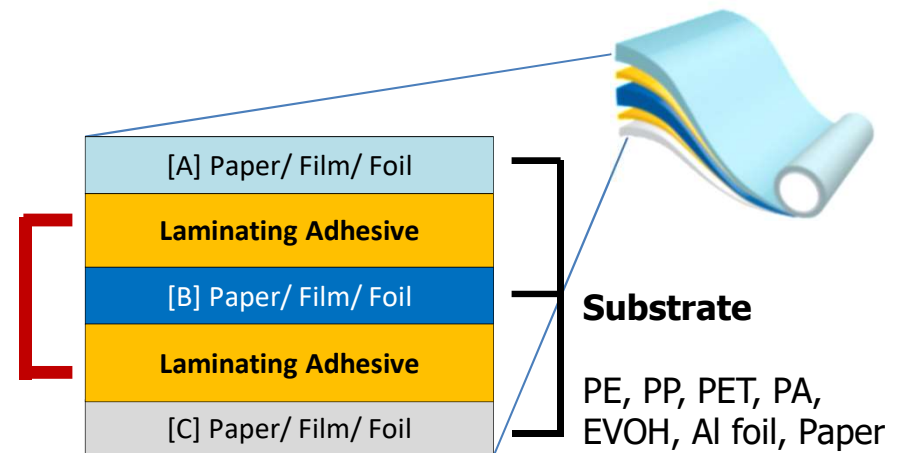 [A] Paper/ Film/ Foil
Laminating Adhesive
[B] Paper/ Film/ Foil
Laminating Adhesive
[C] Paper/ Film/ Foil
Substrate
PE, PP, PET, PA,
EVOH, Al foil, Paper